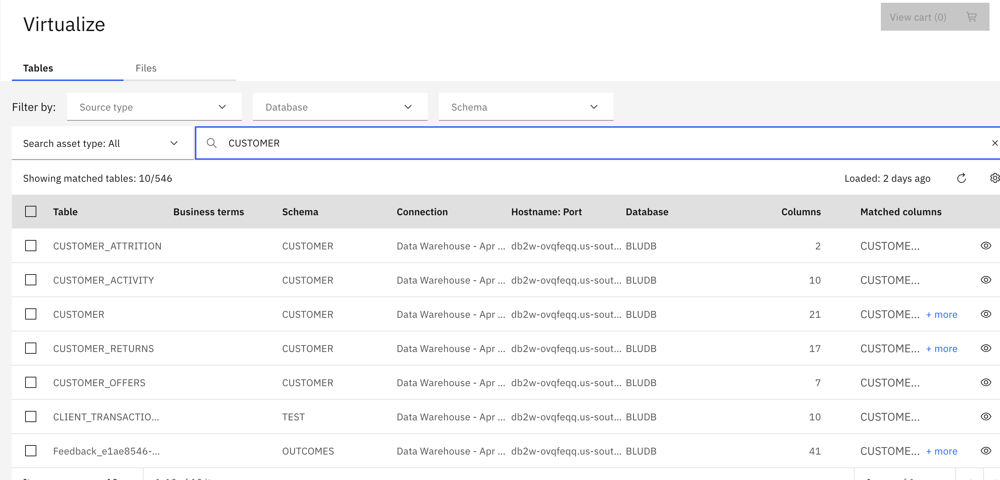 Virtualize
View cart (0)
Tables Files
Filter by: Source type Database Schema
Search asset type: All CUSTOMER
Showing matched tables: 10/546 Loaded: 2 days ago
Table Business terms Schema Connection Hostname: Port Database Columns Matched columns
CUSTOMER_ATTRITION CUSTOMER Data Warehouse - Apr ... db2w-ovqfeqq.us-sout... BLUDB 2 CUSTOME...
CUSTOMER_ACTIVITY CUSTOMER Data Warehouse - Apr ... db2w-ovqfeqq.us-sout... BLUDB 10 CUSTOME...
CUSTOMER CUSTOMER Data Warehouse - Apr ... db2w-ovqfeqq.us-sout... BLUDB 21 CUSTOME... + more
CUSTOMER_RETURNS CUSTOMER Data Warehouse - Apr ... db2w-ovqfeqq.us-sout... BLUDB 17 CUSTOME... + more
CUSTOMER_OFFERS CUSTOMER Data Warehouse - Apr ... db2w-ovqfeqq.us-sout... BLUDB 7 CUSTOME...
CLIENT_TRANSACTIO... TEST Data Warehouse - Apr ... db2w-ovqfeqq.us-sout... BLUDB 10 CUSTOME...
Feedback_e1ae8546-... OUTCOMES Data Warehouse - Apr ... db2w-ovqfeqq.us-sout... BLUDB 41 CUSTOME... + more